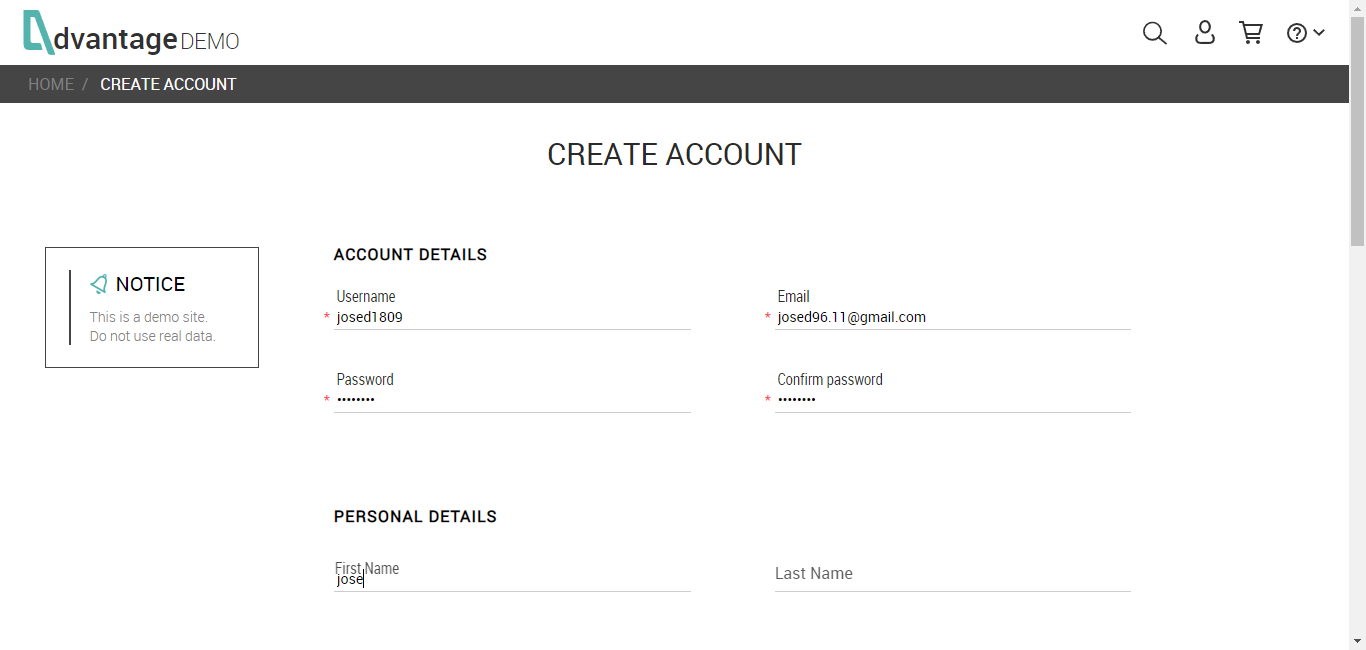 dvantage DEMO
HOME / CREATE ACCOUNT
CREATE ACCOUNT
NOTICE
This is a demo site.
Do not use real data.
ACCOUNT DETAILS
Username
* josed1809
Email
* josed96.11@gmail.com
Password
* ••••••••
Confirm password
* ••••••••
PERSONAL DETAILS
First Name
jose
Last Name